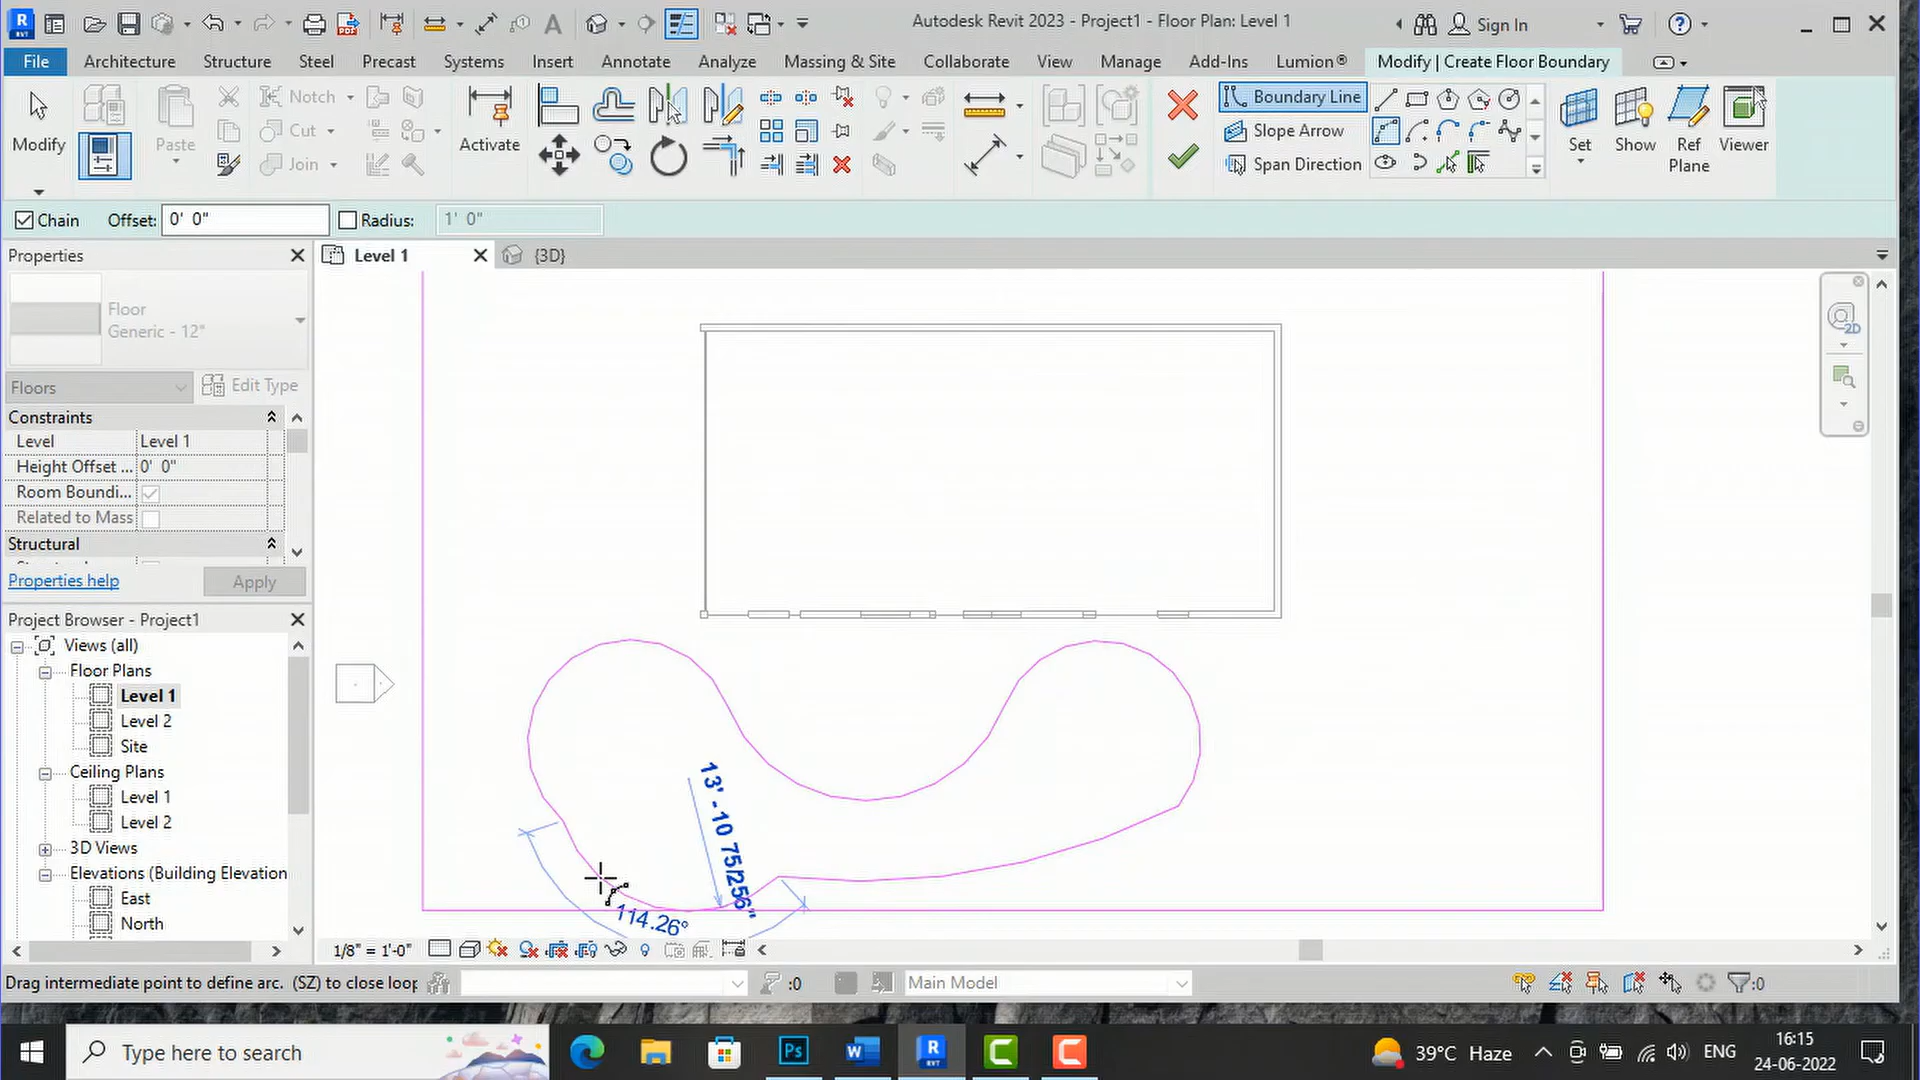 Autodesk Revit 2023 - Project1 - Floor Plan: Level 1
Sign In
File
Architecture
Structure
Steel
Precast
Systems
Insert
Annotate
Analyze
Massing & Site
Collaborate
View
Manage
Add-Ins
Lumion®
Modify | Create Floor Boundary
Modify
Paste
Notch
Cut
Join
Activate
Boundary Line
Slope Arrow
Span Direction
Set
Show
Ref
Plane
Viewer
Chain
Offset:
0' 0"
Radius:
1' 0"
Properties
Level 1
{3D}
Floor
Generic - 12"
Floors
Edit Type
Constraints
Level
Level 1
Height Offset ...
0' 0"
Room Boundi...
Related to Mass
Structural
Properties help
Apply
Project Browser - Project1
Views (all)
Floor Plans
Level 1
Level 2
Site
Ceiling Plans
Level 1
Level 2
3D Views
Elevations (Building Elevation
East
North
13' -10 75/256"
114.26°
2D
1/8" = 1'-0"
Drag intermediate point to define arc. (SZ) to close loop
:0
Main Model
:0
Type here to search
Ps
W
R
RVT
C
C
39°C Haze
ENG
16:15
24-06-2022